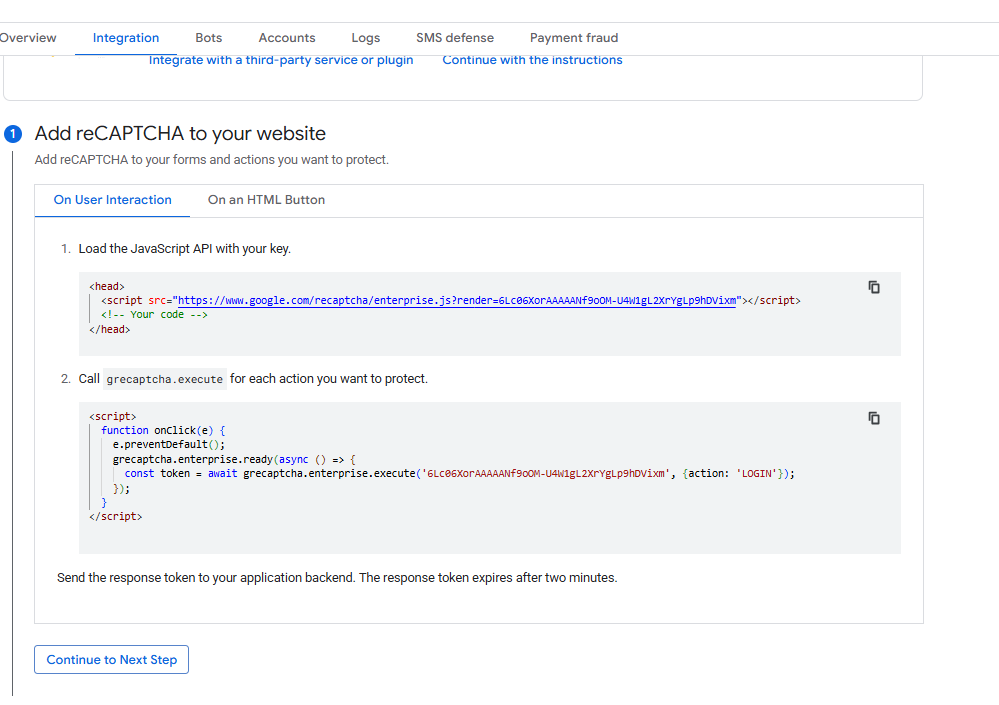 Overview Integration Bots Accounts Logs SMS defense Payment fraud
Integrate with a third-party service or plugin Continue with the instructions
1 Add reCAPTCHA to your website
Add reCAPTCHA to your forms and actions you want to protect.
On User Interaction On an HTML Button
1. Load the JavaScript API with your key.
<head>
<script src="https://www.google.com/recaptcha/enterprise.js?render=6Lc06XorAAAAANf9oOM-U4W1gL2XrYgLp9hDVixm"></script>
<!-- Your code -->
</head>
2. Call grecaptcha.execute for each action you want to protect.
<script>
function onClick(e) {
e.preventDefault();
grecaptcha.enterprise.ready(async () => {
const token = await grecaptcha.enterprise.execute('6Lc06XorAAAAANf9oOM-U4W1gL2XrYgLp9hDVixm', {action: 'LOGIN'});
});
}
</script>
Send the response token to your application backend. The response token expires after two minutes.
Continue to Next Step